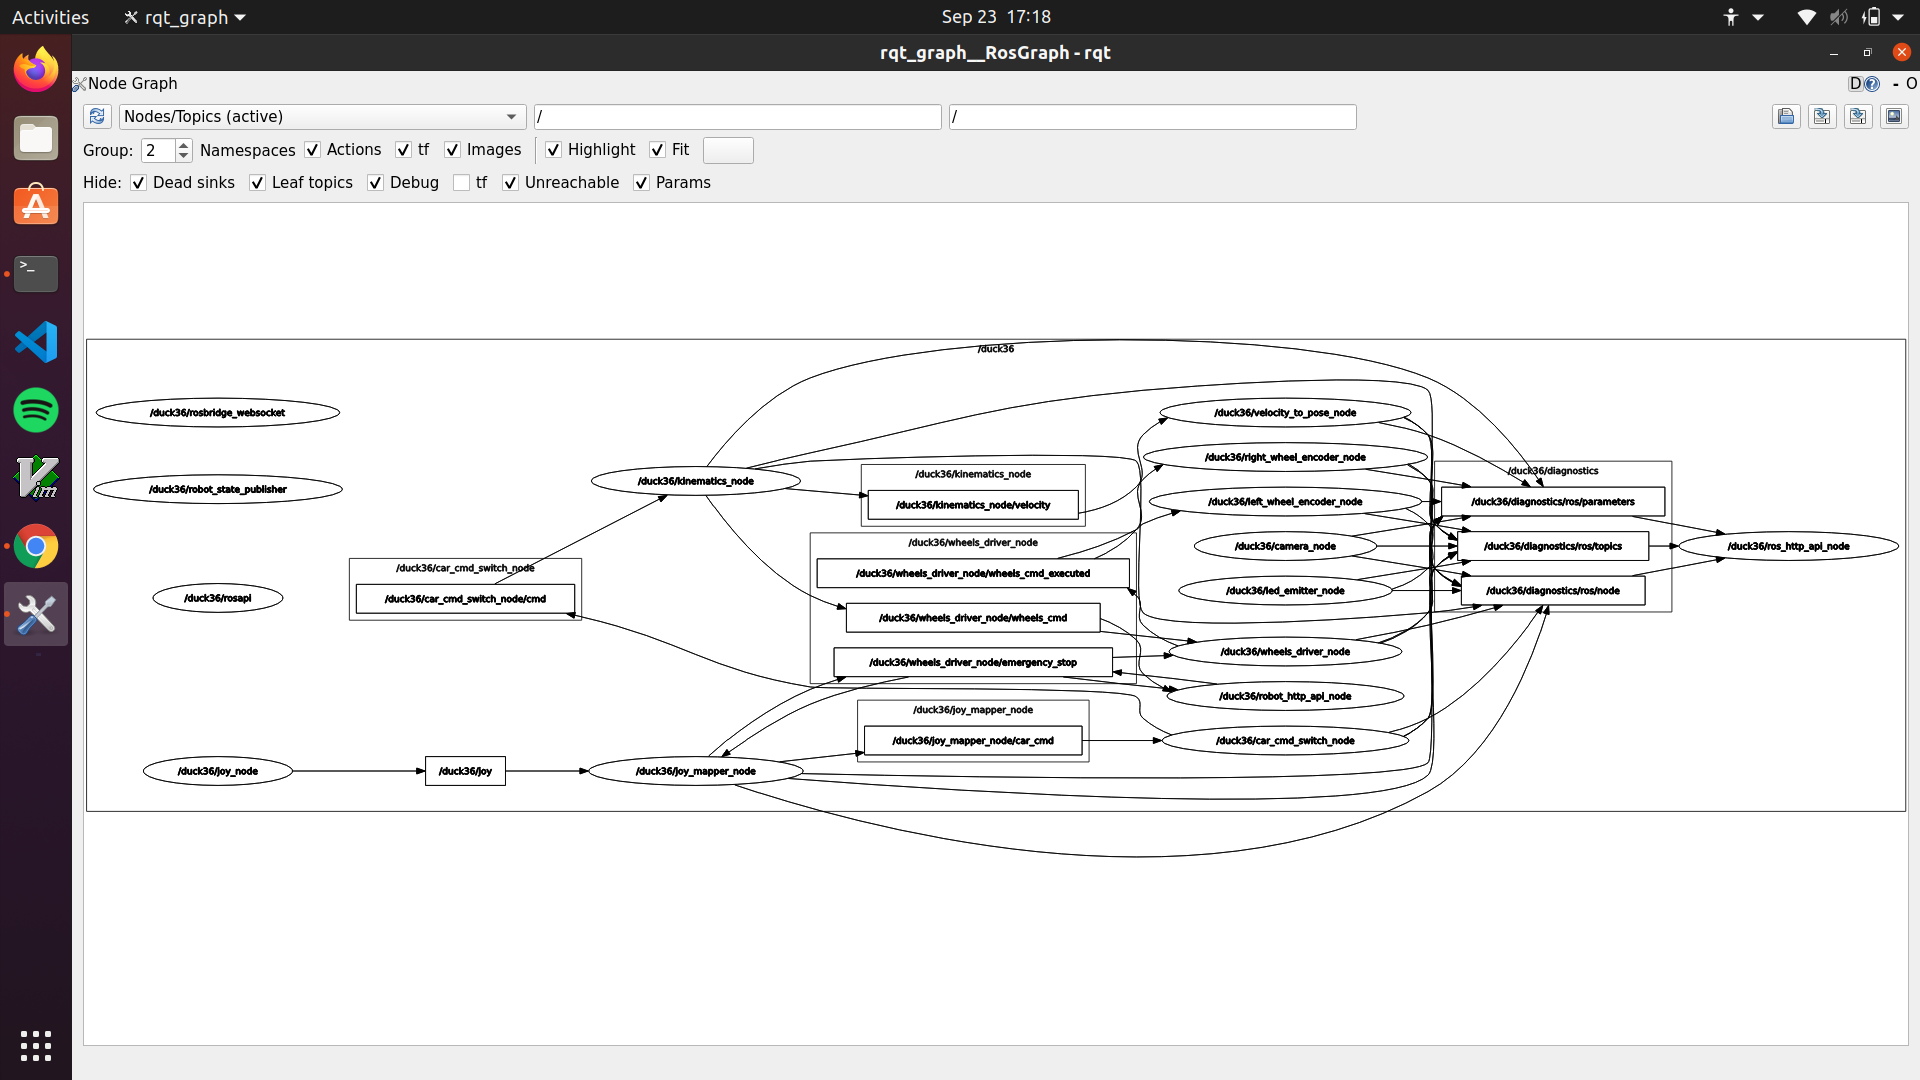 Activities
rqt_graph
Sep 23 17:18
rqt_graph__RosGraph - rqt
Node Graph
D
?
- O
Nodes/Topics (active)
/
/
Group: 2 Namespaces Actions tf Images Highlight Fit
Hide: Dead sinks Leaf topics Debug tf Unreachable Params
/duck36
/duck36/rosbridge_websocket
/duck36/velocity_to_pose_node
/duck36/right_wheel_encoder_node
/duck36/diagnostics
/duck36/kinematics_node
/duck36/kinematics_node
/duck36/robot_state_publisher
/duck36/kinematics_node/velocity
/duck36/left_wheel_encoder_node
/duck36/diagnostics/ros/parameters
/duck36/wheels_driver_node
/duck36/camera_node
/duck36/diagnostics/ros/topics
/duck36/ros_http_api_node
/duck36/car_cmd_switch_node
/duck36/wheels_driver_node/wheels_cmd_executed
/duck36/led_emitter_node
/duck36/diagnostics/ros/node
/duck36/rosapi
/duck36/car_cmd_switch_node/cmd
/duck36/wheels_driver_node/wheels_cmd
/duck36/wheels_driver_node
/duck36/wheels_driver_node/emergency_stop
/duck36/robot_http_api_node
/duck36/joy_mapper_node
/duck36/joy_mapper_node/car_cmd
/duck36/car_cmd_switch_node
/duck36/joy_node
/duck36/joy
/duck36/joy_mapper_node